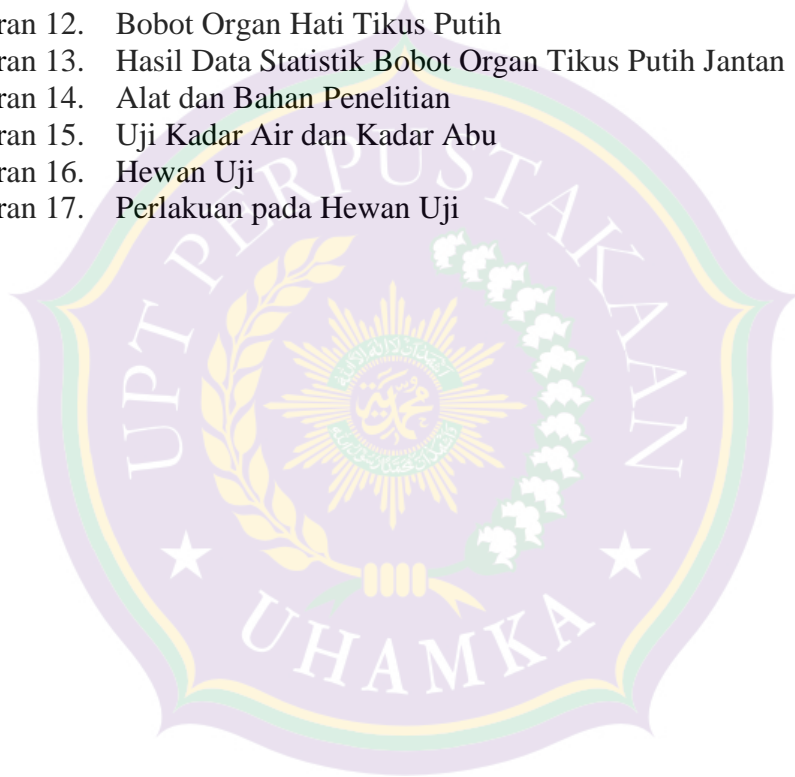 ran 12. Bobot Organ Hati Tikus Putih
ran 13. Hasil Data Statistik Bobot Organ Tikus Putih Jantan
ran 14. Alat dan Bahan Penelitian
ran 15. Uji Kadar Air dan Kadar Abu
ran 16. Hewan Uji
ran 17. Perlakuan pada Hewan Uji
UPT PERPUSTAKAAN
UHAMKA